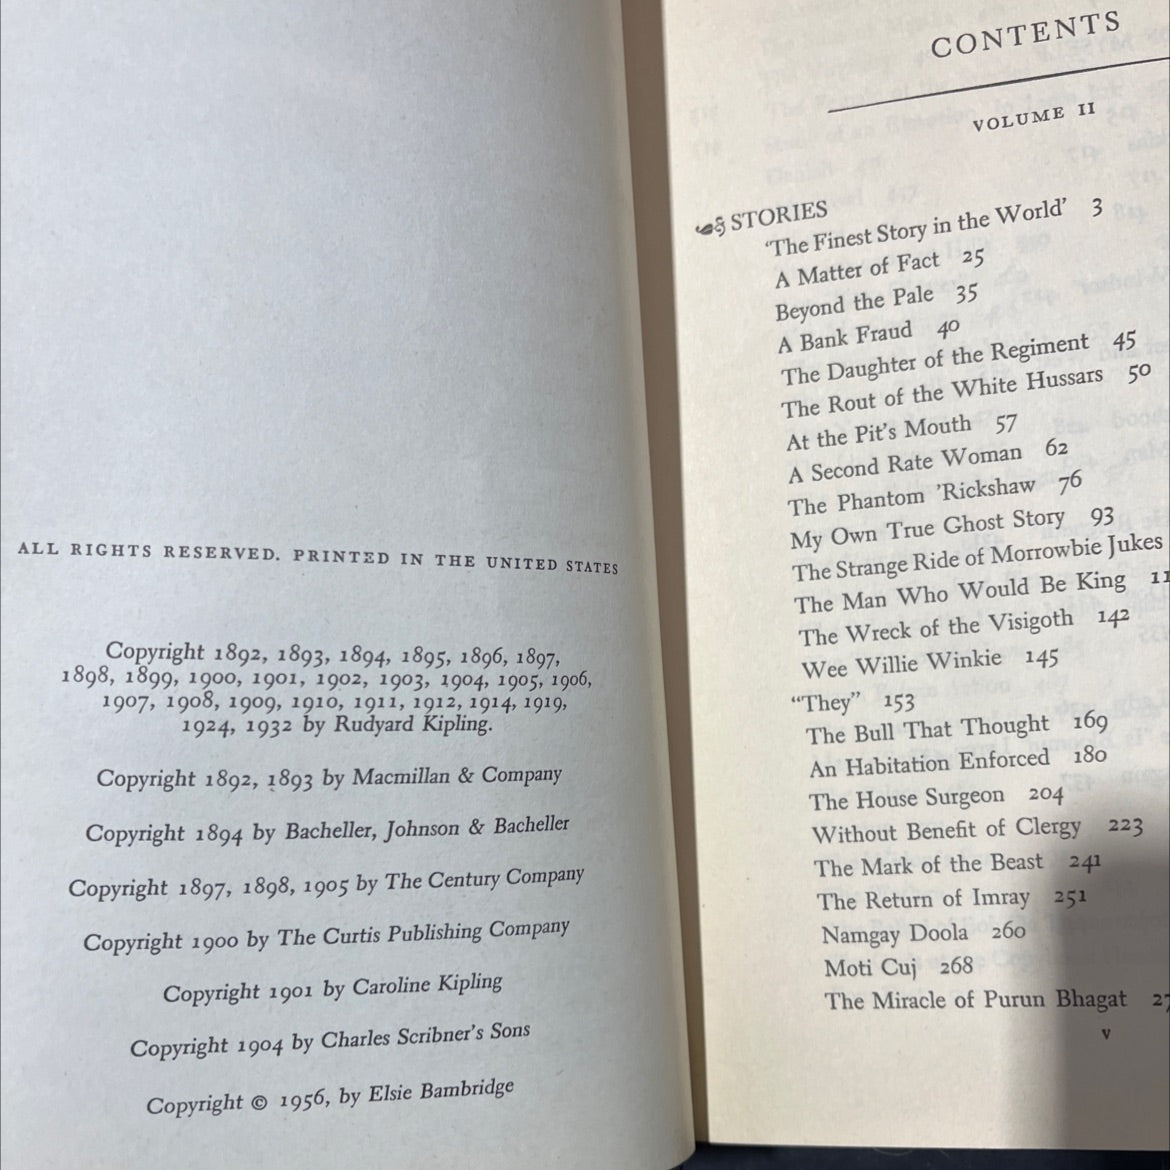 ALL RIGHTS RESERVED. PRINTED IN THE UNITED STATES
Copyright 1892, 1893, 1894, 1895, 1896, 1897,
1898, 1899, 1900, 1901, 1902, 1903, 1904, 1905, 1906,
1907, 1908, 1909, 1910, 1911, 1912, 1914, 1919,
1924, 1932 by Rudyard Kipling.
Copyright 1892, 1893 by Macmillan & Company
Copyright 1894 by Bacheller, Johnson & Bacheller
Copyright 1897, 1898, 1905 by The Century Company
Copyright 1900 by The Curtis Publishing Company
Copyright 1901 by Caroline Kipling
Copyright 1904 by Charles Scribner's Sons
Copyright © 1956, by Elsie Bambridge
CONTENTS
VOLUME II
STORIES
'The Finest Story in the World' 3
A Matter of Fact 25
Beyond the Pale 35
A Bank Fraud 40
The Daughter of the Regiment 45
The Rout of the White Hussars 50
At the Pit's Mouth 57
A Second Rate Woman 62
The Phantom 'Rickshaw 76
My Own True Ghost Story 93
The Strange Ride of Morrowbie Jukes
The Man Who Would Be King
The Wreck of the Visigoth 142
Wee Willie Winkie 145
"They" 153
The Bull That Thought 169
An Habitation Enforced 180
The House Surgeon 204
Without Benefit of Clergy 223
The Mark of the Beast 241
The Return of Imray 251
Namgay Doola 260
Moti Cuj 268
The Miracle of Purun Bhagat
v